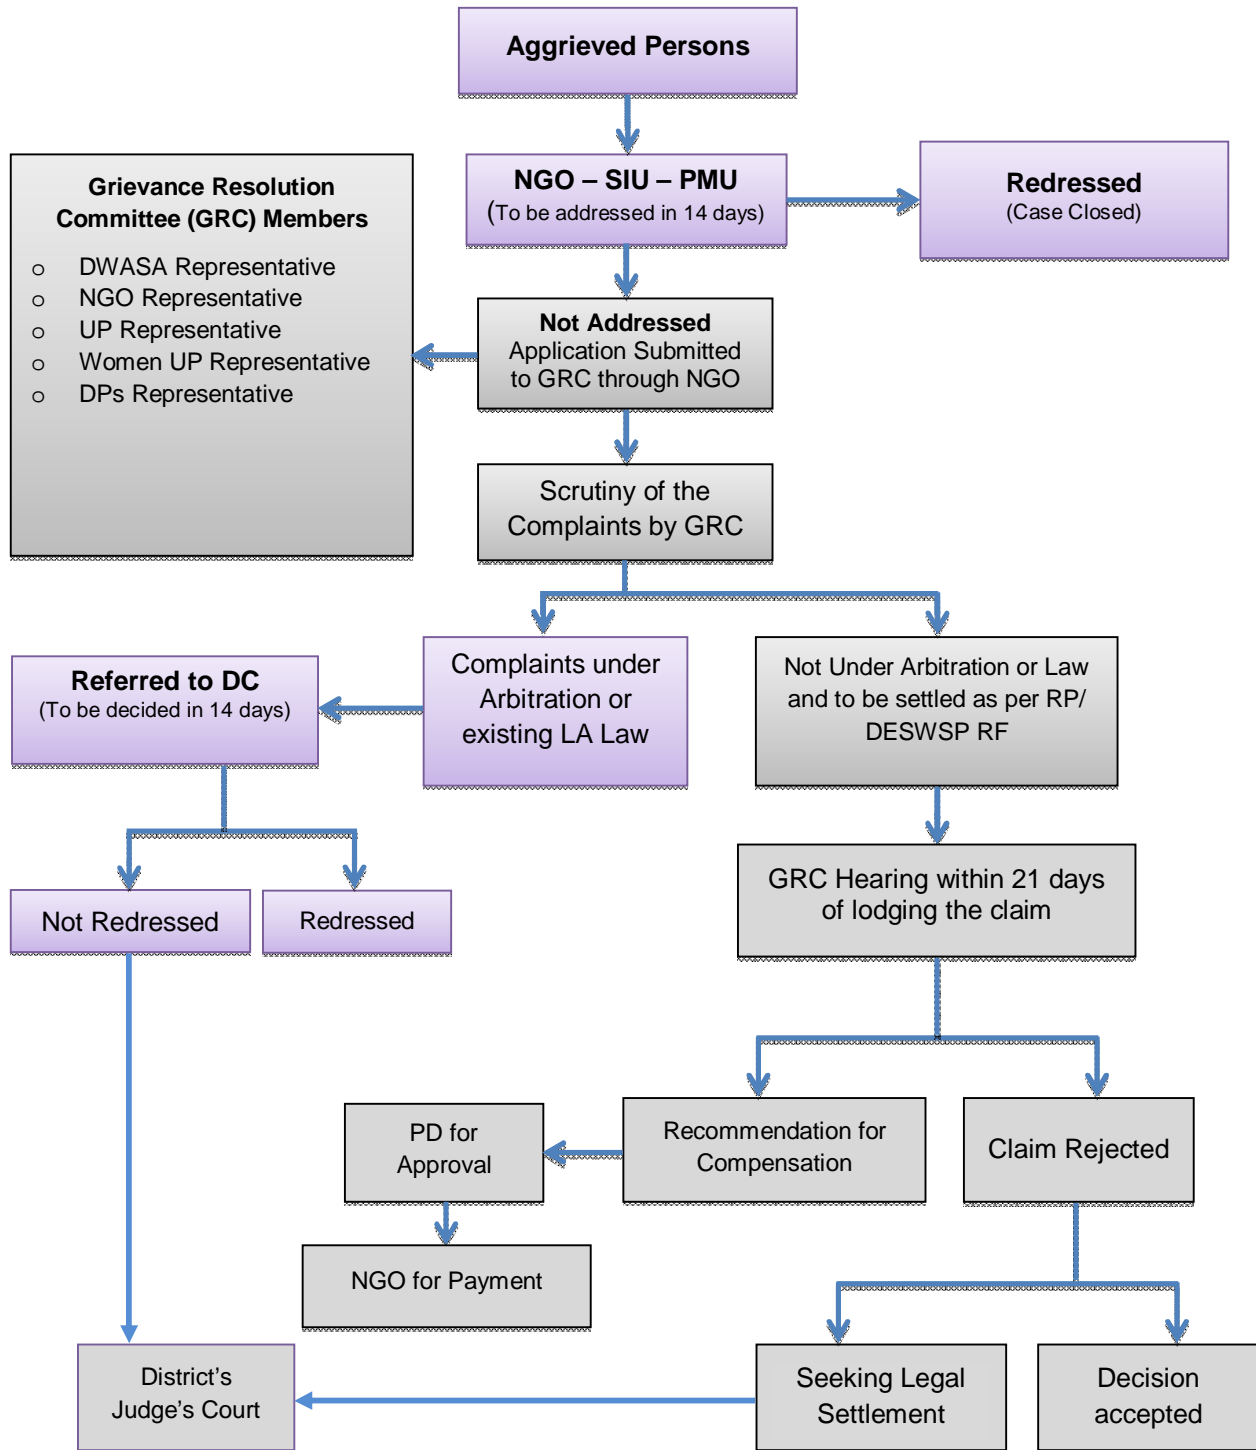 Aggrieved Persons
NGO – SIU – PMU
(To be addressed in 14 days)
Redressed
(Case Closed)
Grievance Resolution
Committee (GRC) Members
o DWASA Representative
o NGO Representative
o UP Representative
o Women UP Representative
o DPs Representative
Not Addressed
Application Submitted
to GRC through NGO
Scrutiny of the
Complaints by GRC
Referred to DC
(To be decided in 14 days)
Complaints under
Arbitration or
existing LA Law
Not Under Arbitration or Law
and to be settled as per RP/
DESWSP RF
Not Redressed
Redressed
GRC Hearing within 21 days
of lodging the claim
PD for
Approval
Recommendation for
Compensation
Claim Rejected
NGO for Payment
District’s
Judge’s Court
Seeking Legal
Settlement
Decision
accepted